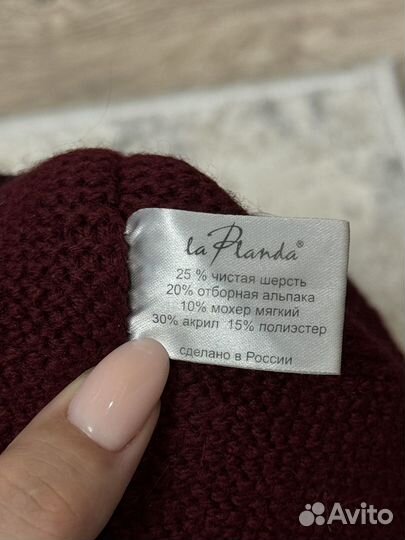 la Planda®
25 % чистая шерсть
20% отборная альпака
10% мохер мягкий
30% акрил 15% полиэстер
сделано в России
Avito